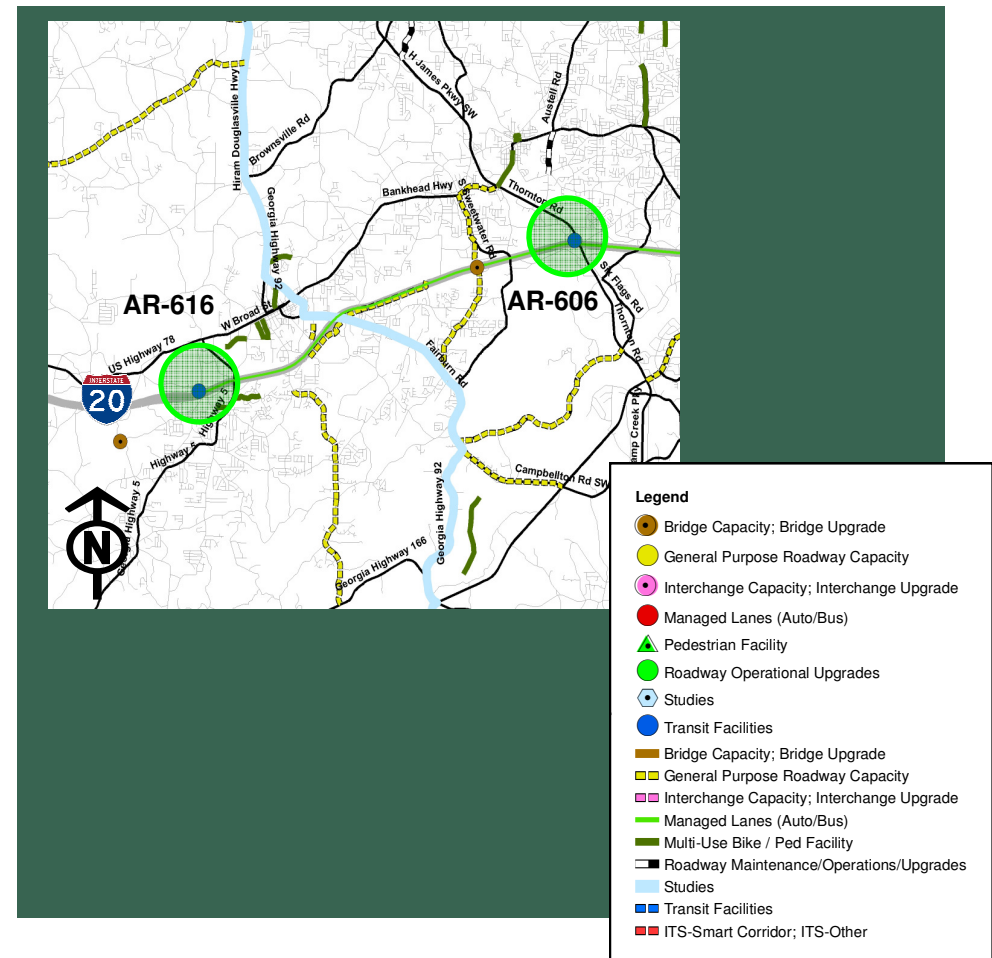 H James Pkwy SW
Austell Rd
Hiram Douglasville Hwy
Brownsville Rd
Bankhead Hwy
S Sweetwater Rd
Thornton Rd
Georgia Highway 92
AR-616
AR-606
Six Flags Rd
Thornton Rd
W Broad St
US Highway 78
Fairburn Rd
INTERSTATE
20
Highway 5
Highway 5
Georgia Highway 5
amp Creek Pky
Campbellton Rd SW
Georgia Highway 92
Georgia Highway 166
N
Legend
Bridge Capacity; Bridge Upgrade
General Purpose Roadway Capacity
Interchange Capacity; Interchange Upgrade
Managed Lanes (Auto/Bus)
Pedestrian Facility
Roadway Operational Upgrades
Studies
Transit Facilities
Bridge Capacity; Bridge Upgrade
General Purpose Roadway Capacity
Interchange Capacity; Interchange Upgrade
Managed Lanes (Auto/Bus)
Multi-Use Bike / Ped Facility
Roadway Maintenance/Operations/Upgrades
Studies
Transit Facilities
ITS-Smart Corridor; ITS-Other